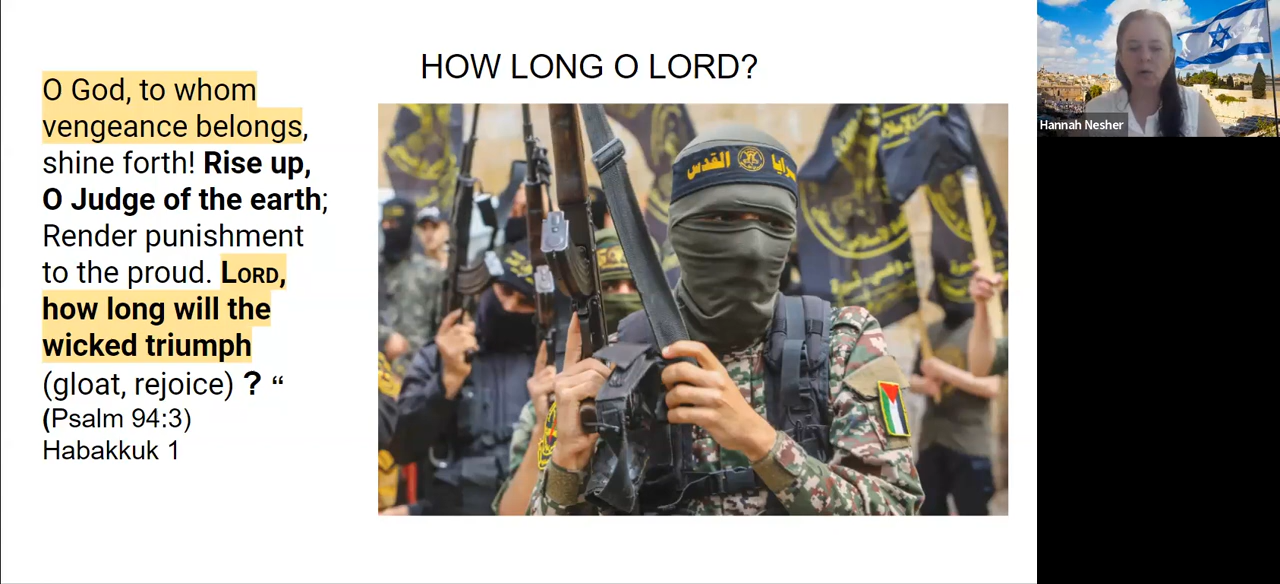 HOW LONG O LORD?
O God, to whom
vengeance belongs,
shine forth! Rise up,
O Judge of the earth;
Render punishment
to the proud. LORD,
how long will the
wicked triumph
(gloat, rejoice) ? “
(Psalm 94:3)
Habakkuk 1
سرايا القدس
Hannah Nesher